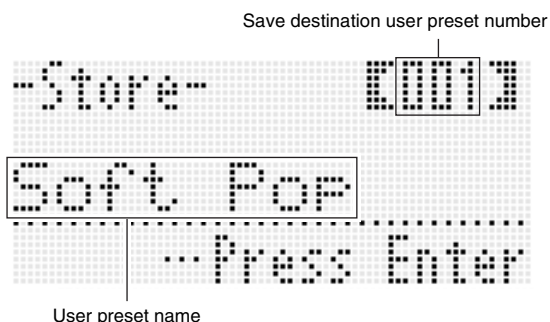 Save destination user preset number
-Store- 【001】
Soft Pop
...Press Enter
User preset name